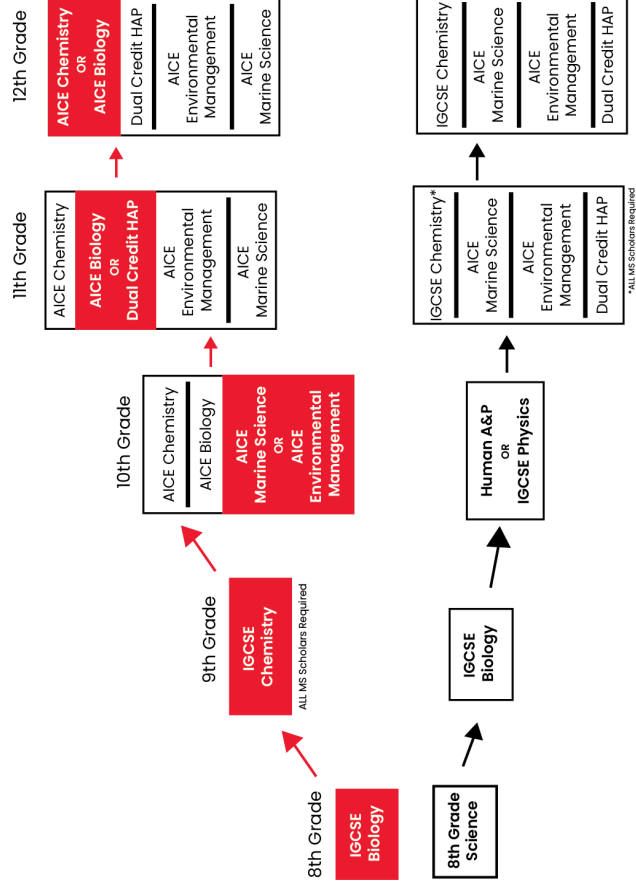 8th Grade
IGCSE
Biology
9th Grade
IGCSE
Chemistry
ALL MS Scholars Required
10th Grade
AICE Chemistry
AICE Biology
AICE
Marine Science
OR
AICE
Environmental
Management
11th Grade
AICE Chemistry
AICE Biology
OR
Dual Credit HAP
AICE
Environmental
Management
AICE
Marine Science
12th Grade
AICE Chemistry
OR
AICE Biology
Dual Credit HAP
AICE
Environmental
Management
AICE
Marine Science
8th Grade
Science
IGCSE
Biology
Human A&P
OR
IGCSE Physics
IGCSE Chemistry*
AICE
Marine Science
AICE
Environmental
Management
Dual Credit HAP
*ALL MS Scholars Required
IGCSE Chemistry
AICE
Marine Science
AICE
Environmental
Management
Dual Credit HAP